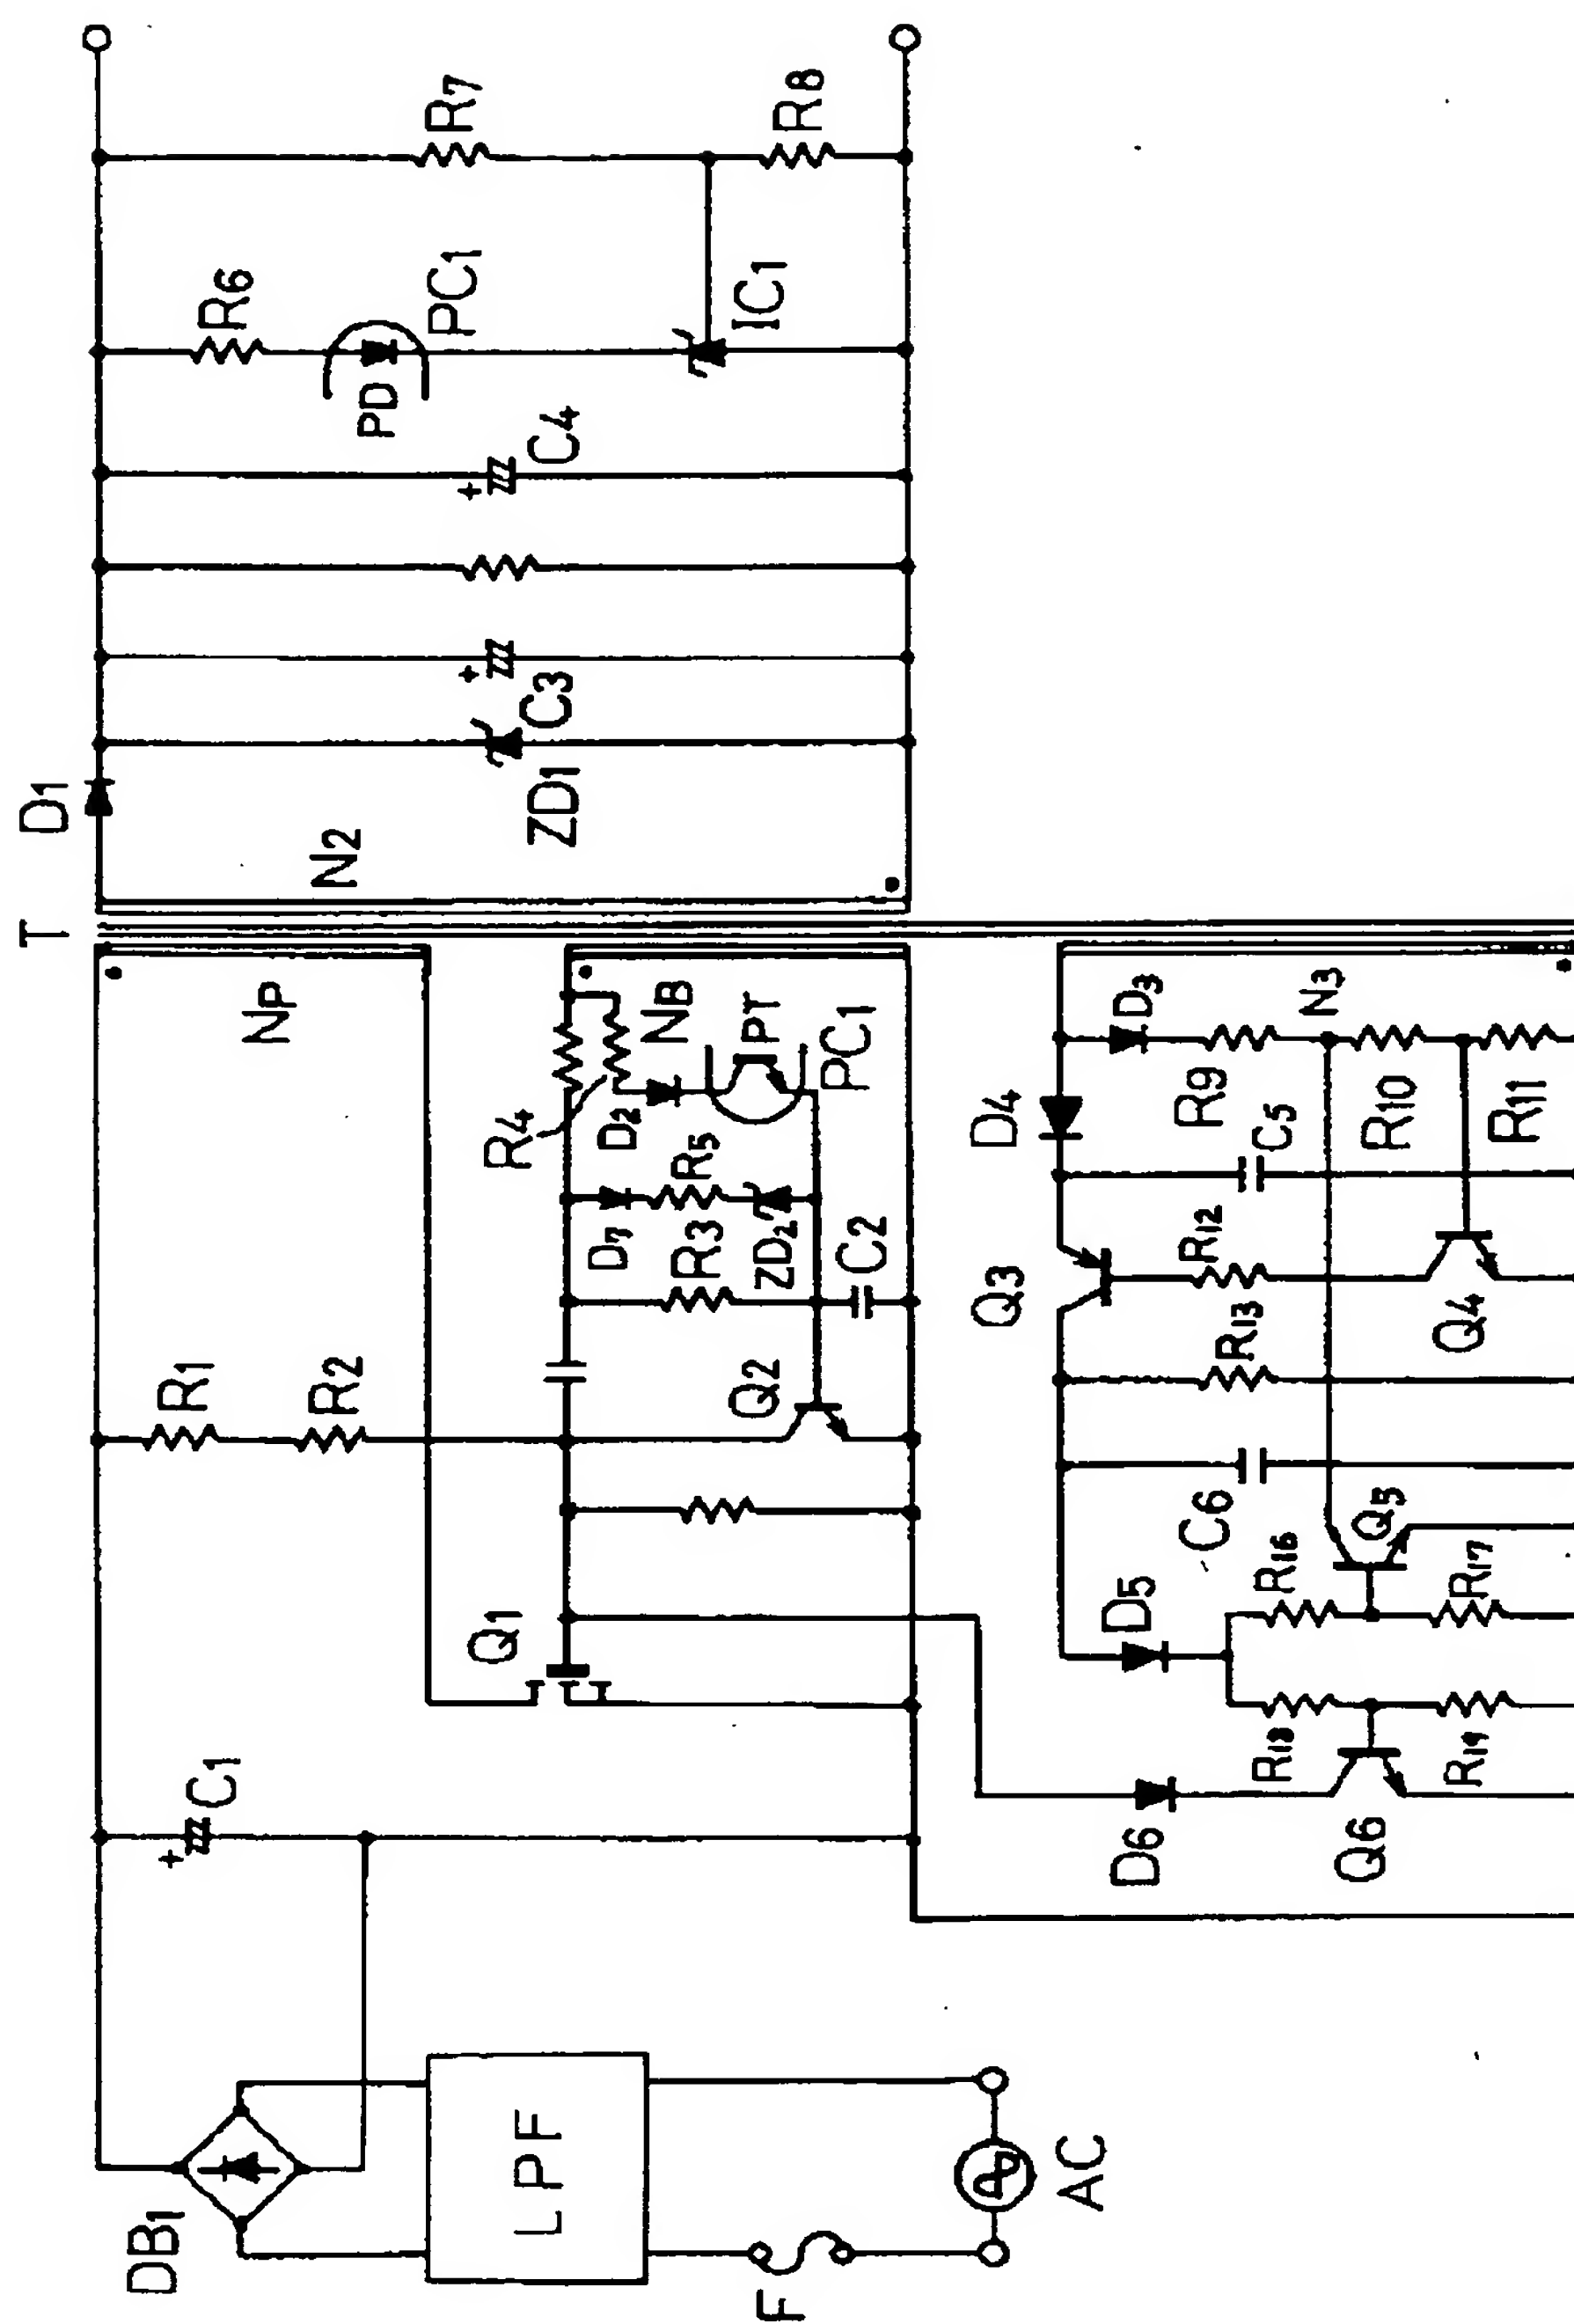 T
D1
N2
ZD1
C3
+
+
C4
R6
PD
PC1
IC1
R7
R8
NP
R1
R2
C1
+
DB1
LPF
F
AC
Q1
Q2
R4
NB
D2
PT
PC1
D7
R5
ZD2
R3
C2
D4
D3
N3
R9
C5
R10
R11
Q3
R12
R13
Q4
C6
Q5
D5
R16
R17
R18
R19
D6
Q6